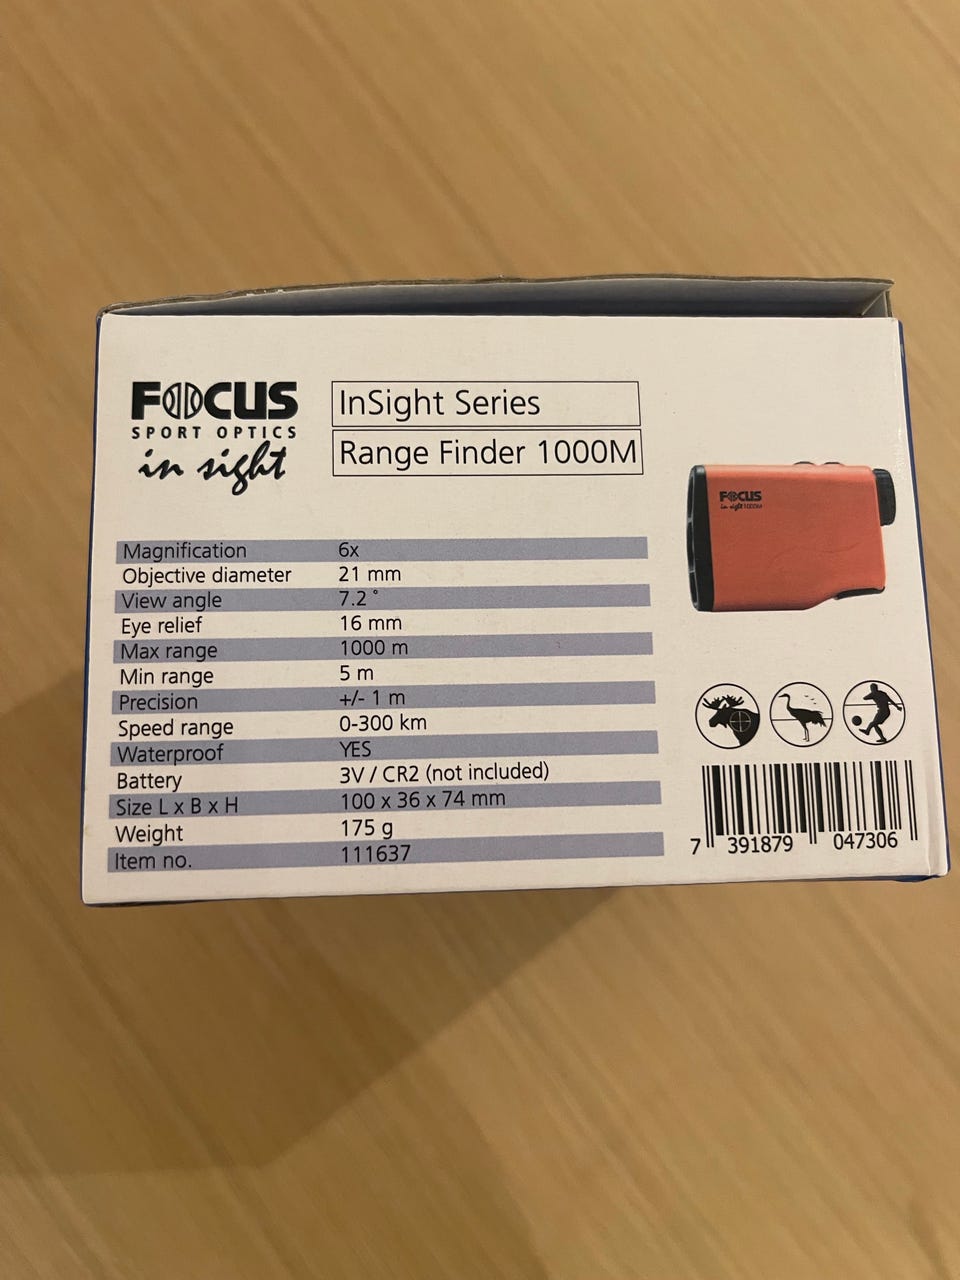 FOCUS
SPORT OPTICS
in sight
InSight Series
Range Finder 1000M
FOCUS
in sight 1000M
Magnification 6x
Objective diameter 21 mm
View angle 7.2°
Eye relief 16 mm
Max range 1000 m
Min range 5 m
Precision +/- 1 m
Speed range 0-300 km
Waterproof YES
Battery 3V / CR2 (not included)
Size L x B x H 100 x 36 x 74 mm
Weight 175 g
Item no. 111637
7 391879 047306